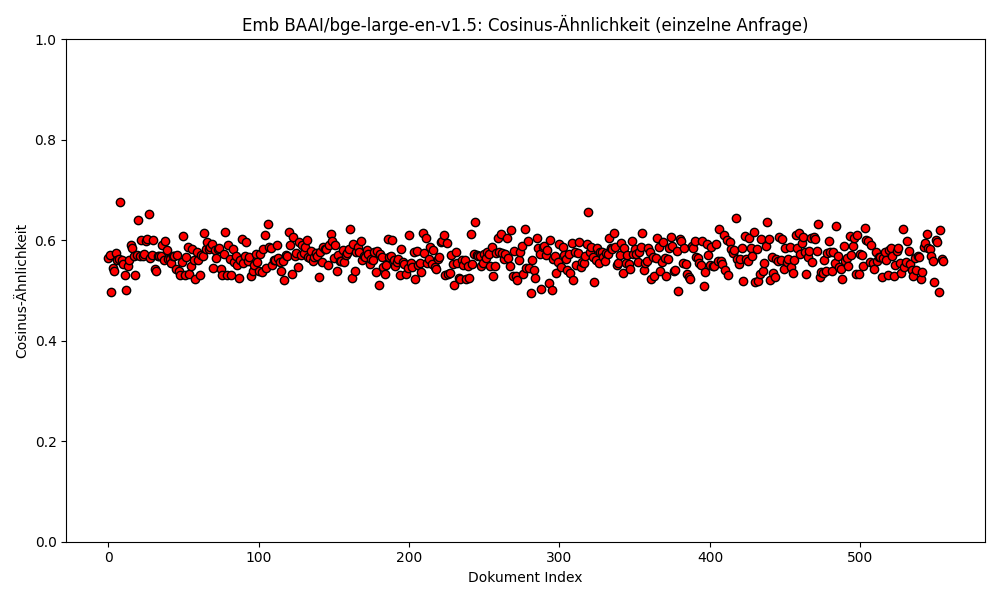 Emb BAAI/bge-large-en-v1.5: Cosinus-Ähnlichkeit (einzelne Anfrage)
1.0
0.8
0.6
0.4
0.2
0.0
Cosinus-Ähnlichkeit
0 100 200 300 400 500
Dokument Index